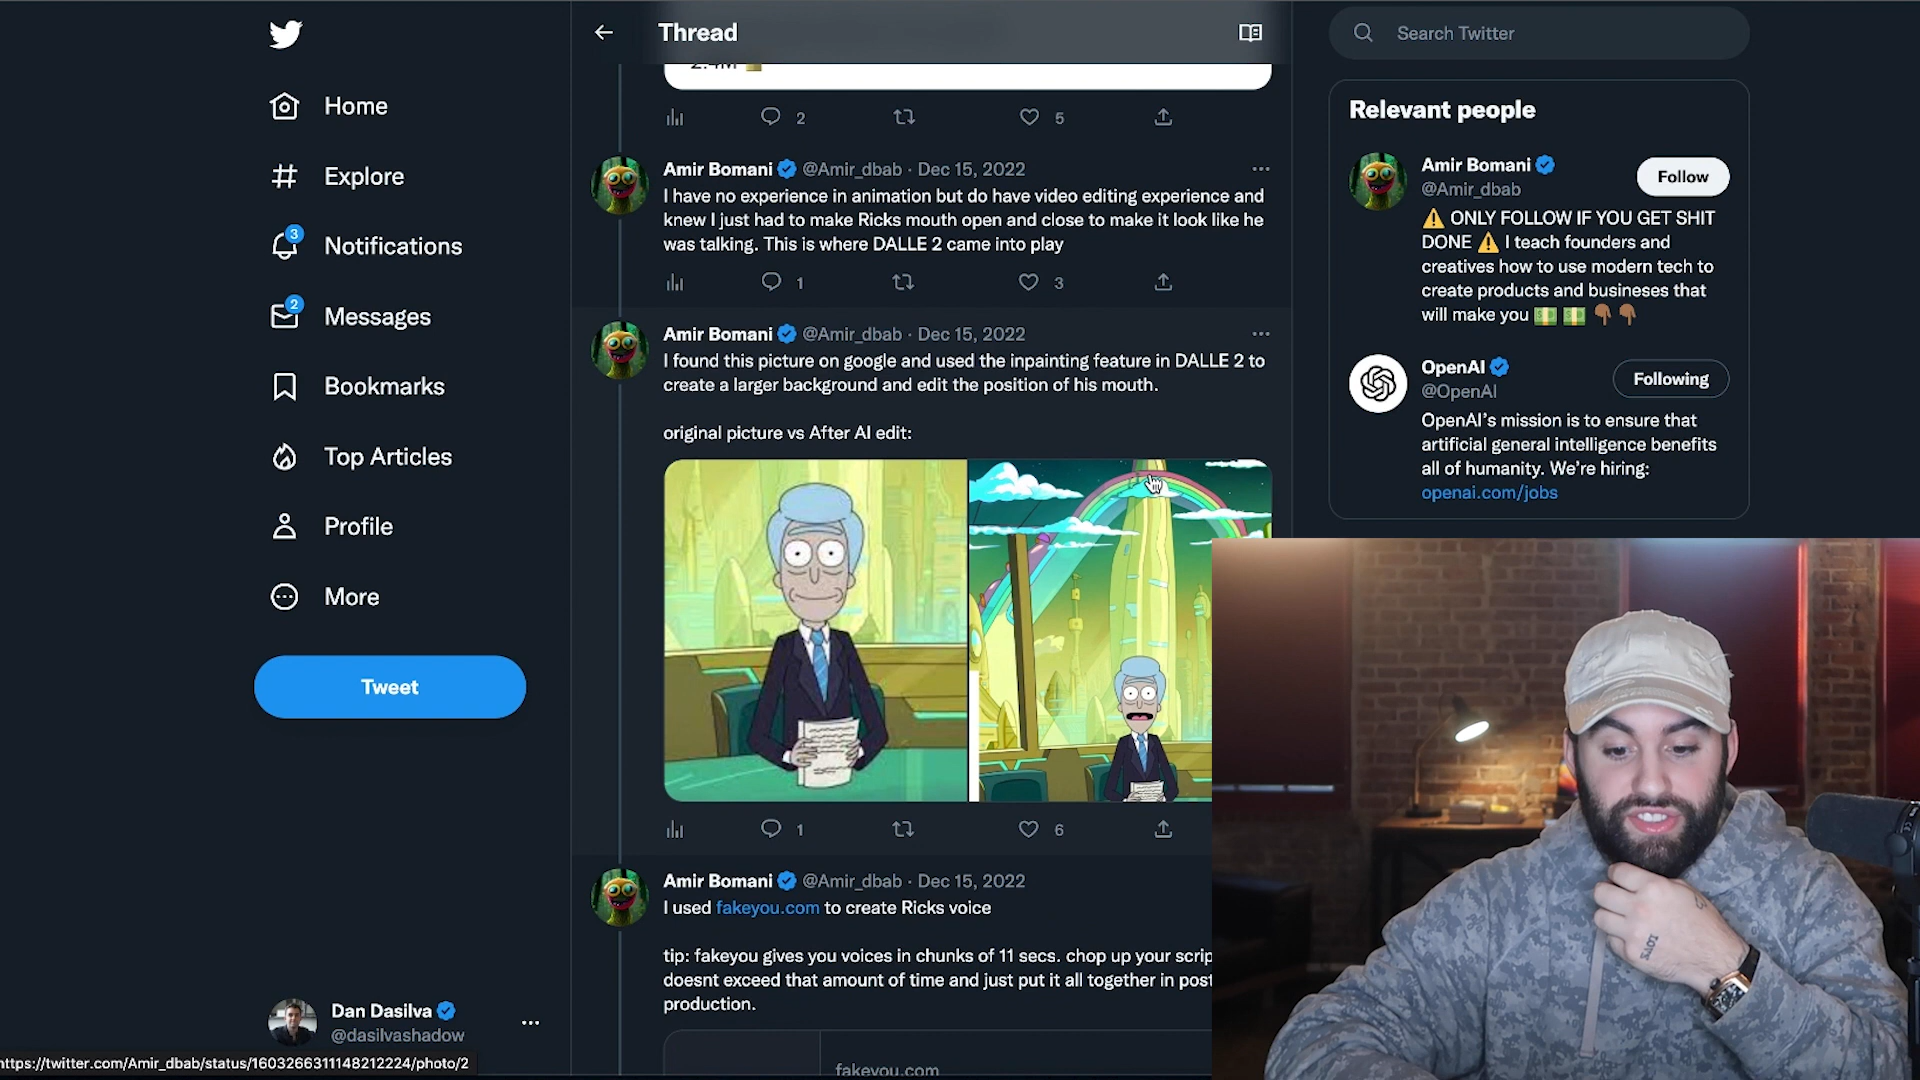 Home
Explore
3
Notifications
2
Messages
Bookmarks
Top Articles
Profile
More
Tweet
Dan Dasilva
@dasilvashadow
https://twitter.com/Amir_dbab/status/1603266311148212224/photo/2
Thread
2.4M
2 5
Amir Bomani @Amir_dbab · Dec 15, 2022
I have no experience in animation but do have video editing experience and
knew I just had to make Ricks mouth open and close to make it look like he
was talking. This is where DALLE 2 came into play
1 3
Amir Bomani @Amir_dbab · Dec 15, 2022
I found this picture on google and used the inpainting feature in DALLE 2 to
create a larger background and edit the position of his mouth.
original picture vs After AI edit:
1 6
Amir Bomani @Amir_dbab · Dec 15, 2022
I used fakeyou.com to create Ricks voice
tip: fakeyou gives you voices in chunks of 11 secs. chop up your scrip
doesnt exceed that amount of time and just put it all together in post
production.
fakeyou.com
Search Twitter
Relevant people
Amir Bomani
@Amir_dbab
Follow
⚠️ ONLY FOLLOW IF YOU GET SHIT
DONE ⚠️ I teach founders and
creatives how to use modern tech to
create products and busineses that
will make you 💵 💵 👇🏾 👇🏾
OpenAI
@OpenAI
Following
OpenAI’s mission is to ensure that
artificial general intelligence benefits
all of humanity. We’re hiring:
openai.com/jobs